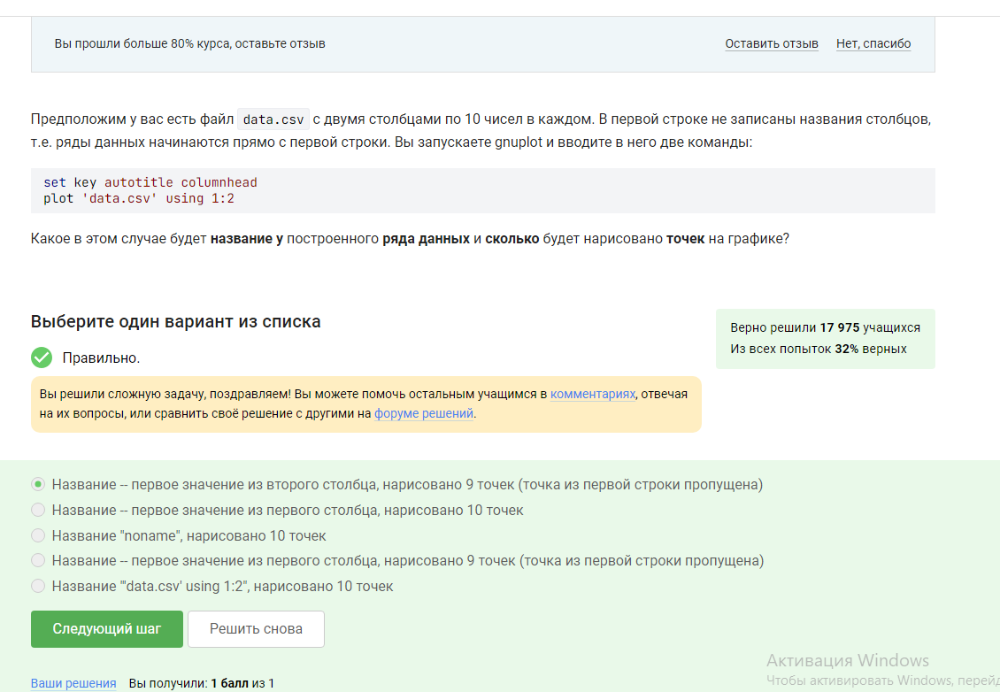 Вы прошли больше 80% курса, оставьте отзыв
Оставить отзыв Нет, спасибо
Предположим у вас есть файл data.csv с двумя столбцами по 10 чисел в каждом. В первой строке не записаны названия столбцов,
т.е. ряды данных начинаются прямо с первой строки. Вы запускаете gnuplot и вводите в него две команды:
set key autotitle columnhead
plot 'data.csv' using 1:2
Какое в этом случае будет название у построенного ряда данных и сколько будет нарисовано точек на графике?
Выберите один вариант из списка
Верно решили 17 975 учащихся
Из всех попыток 32% верных
Правильно.
Вы решили сложную задачу, поздравляем! Вы можете помочь остальным учащимся в комментариях, отвечая
на их вопросы, или сравнить своё решение с другими на форуме решений.
Название -- первое значение из второго столбца, нарисовано 9 точек (точка из первой строки пропущена)
Название -- первое значение из первого столбца, нарисовано 10 точек
Название "noname", нарисовано 10 точек
Название -- первое значение из первого столбца, нарисовано 9 точек (точка из первой строки пропущена)
Название "'data.csv' using 1:2", нарисовано 10 точек
Следующий шаг Решить снова
Активация Windows
Чтобы активировать Windows, перейд
Ваши решения Вы получили: 1 балл из 1